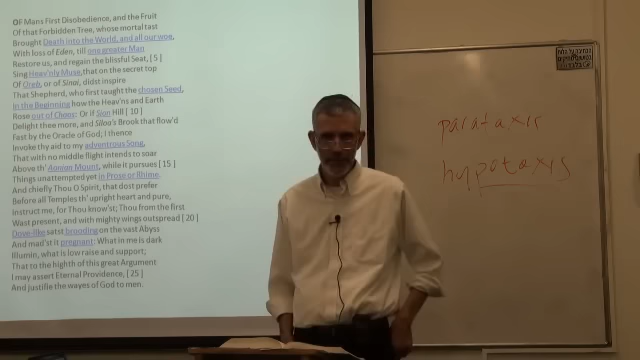 OF Mans First Disobedience, and the Fruit
Of that Forbidden Tree, whose mortal tast
Brought Death into the World, and all our woe,
With loss of Eden, till one greater Man
Restore us, and regain the blissful Seat, [ 5 ]
Sing Heav'nly Muse, that on the secret top
Of Oreb, or of Sinai, didst inspire
That Shepherd, who first taught the chosen Seed,
In the Beginning how the Heav'ns and Earth
Rose out of Chaos: Or if Sion Hill [ 10 ]
Delight thee more, and Siloa's Brook that flow'd
Fast by the Oracle of God; I thence
Invoke thy aid to my adventrous Song,
That with no middle flight intends to soar
Above th' Aonian Mount, while it pursues [ 15 ]
Things unattempted yet in Prose or Rhime.
And chiefly Thou O Spirit, that dost prefer
Before all Temples th' upright heart and pure,
Instruct me, for Thou know'st; Thou from the first
Wast present, and with mighty wings outspread [ 20 ]
Dove-like satst brooding on the vast Abyss
And mad'st it pregnant: What in me is dark
Illumin, what is low raise and support;
That to the highth of this great Argument
I may assert Eternal Providence, [ 25 ]
And justifie the wayes of God to men.
parataxis
hypotaxis